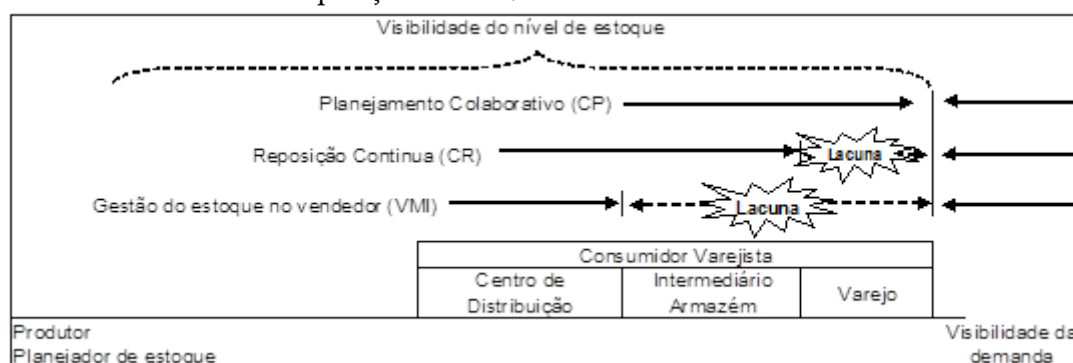 Visibilidade do nível de estoque
Planejamento Colaborativo (CP)
Reposição Continua (CR)
Lacuna
Gestão do estoque no vendedor (VMI)
Lacuna
Consumidor Varejista
Centro de
Distribuição
Intermediário
Armazém
Varejo
Produtor
Planejador de estoque
Visibilidade da
demanda